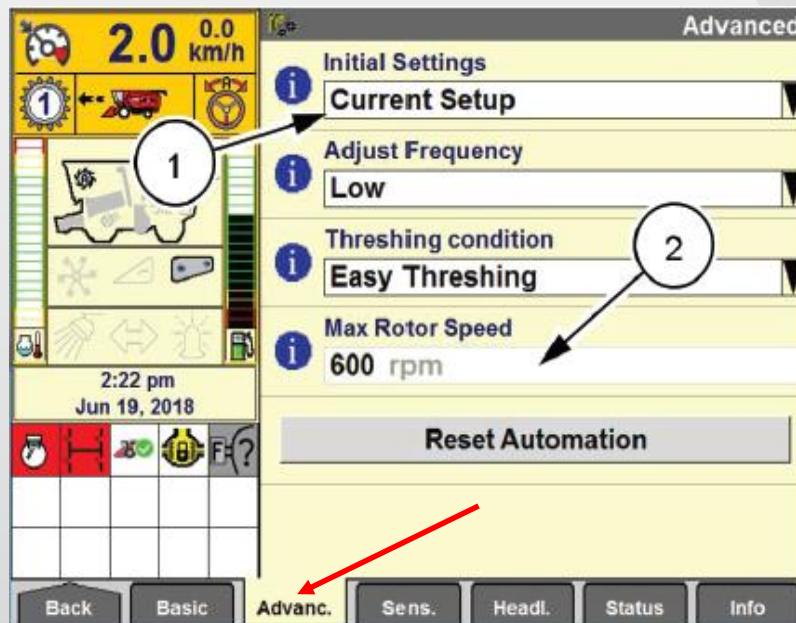 2.0 0.0 km/h
Advanced
Initial Settings
Current Setup
1
Adjust Frequency
Low
Threshing condition
Easy Threshing
2
Max Rotor Speed
600 rpm
Reset Automation
A
1
2:22 pm
Jun 19, 2018
F ?
Back Basic Advanc. Sens. Headl. Status Info